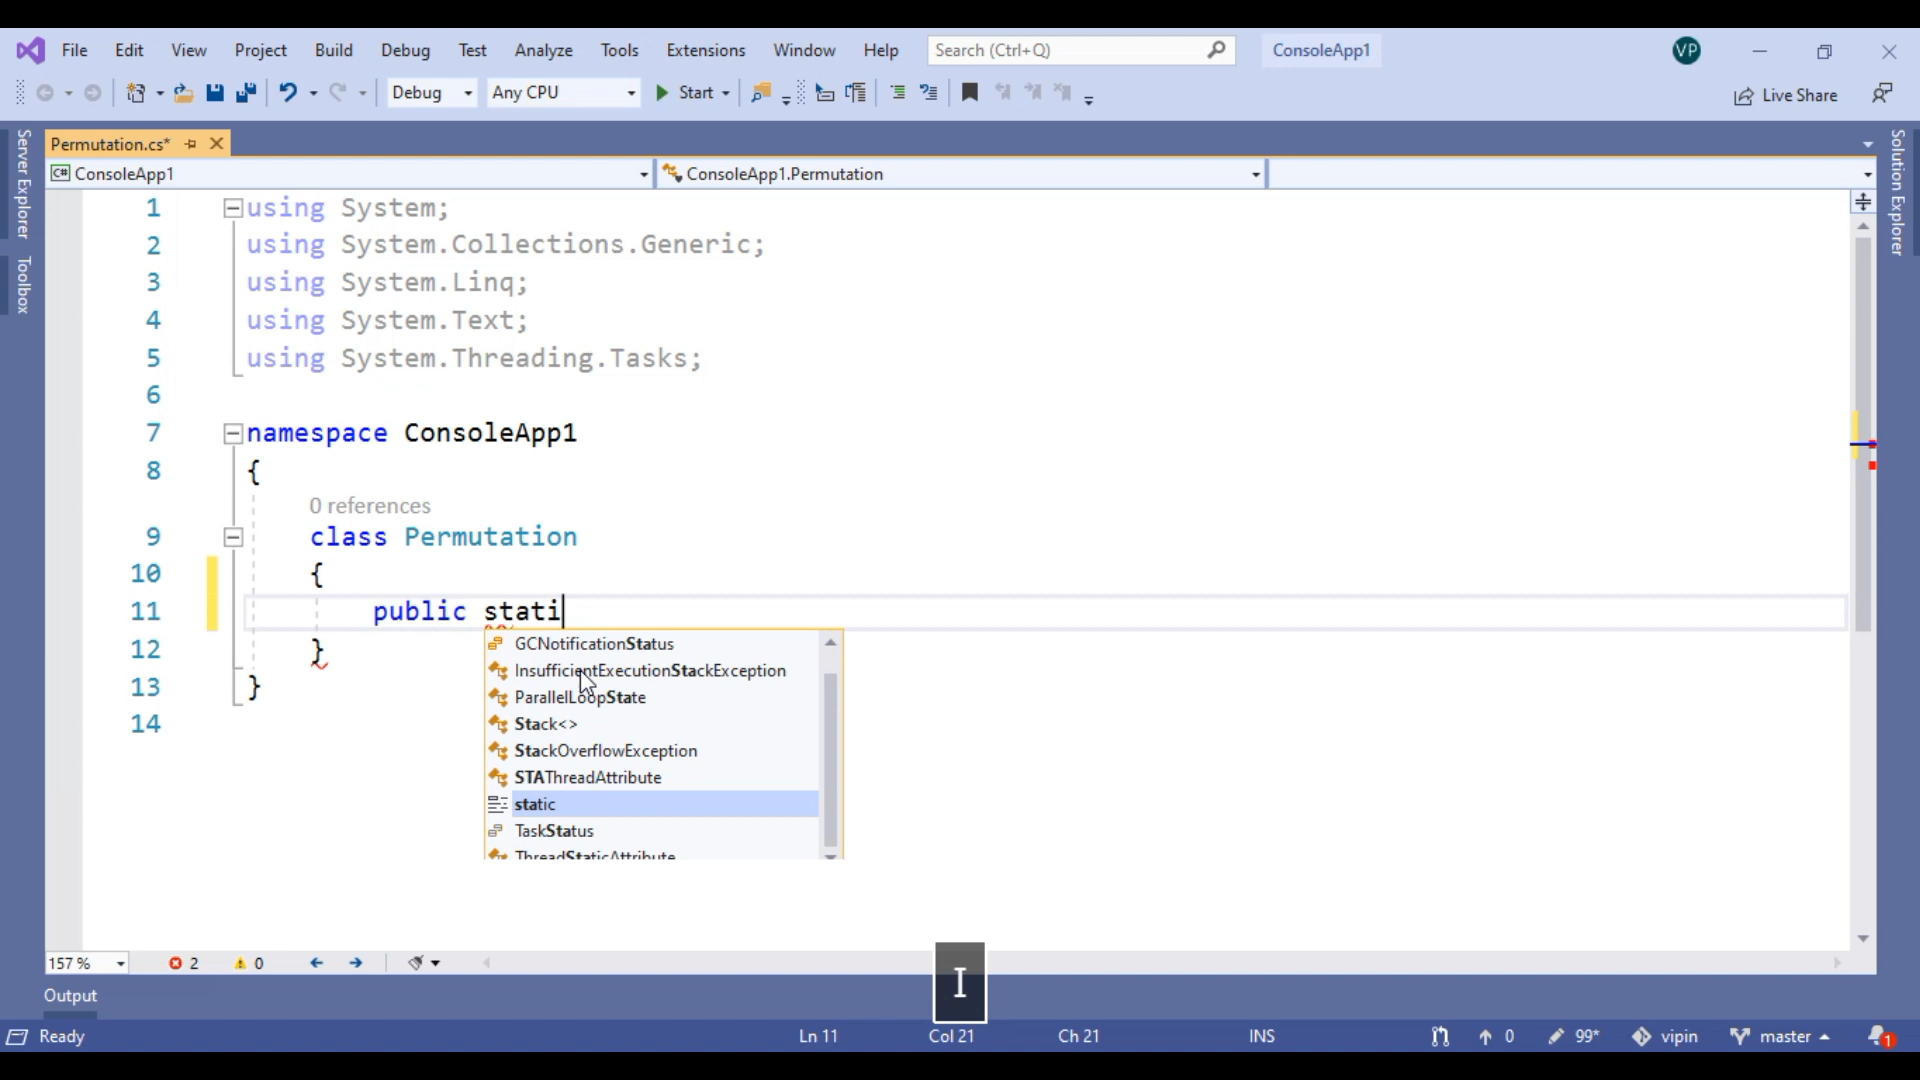 File Edit View Project Build Debug Test Analyze Tools Extensions Window Help Search (Ctrl+Q) ConsoleApp1 VP
Debug Any CPU Start Live Share
Server Explorer
Toolbox
Solution Explorer
Permutation.cs*
C# ConsoleApp1 ConsoleApp1.Permutation
1 using System;
2 using System.Collections.Generic;
3 using System.Linq;
4 using System.Text;
5 using System.Threading.Tasks;
6
7 namespace ConsoleApp1
8 {
0 references
9 class Permutation
10 {
11 public stati
12 }
13 }
14
GCNotificationStatus
InsufficientExecutionStackException
ParallelLoopState
Stack<>
StackOverflowException
STAThreadAttribute
static
TaskStatus
ThreadStaticAttribute
157 % 2 0
I
Output
Ready Ln 11 Col 21 Ch 21 INS 0 99* vipin master 1